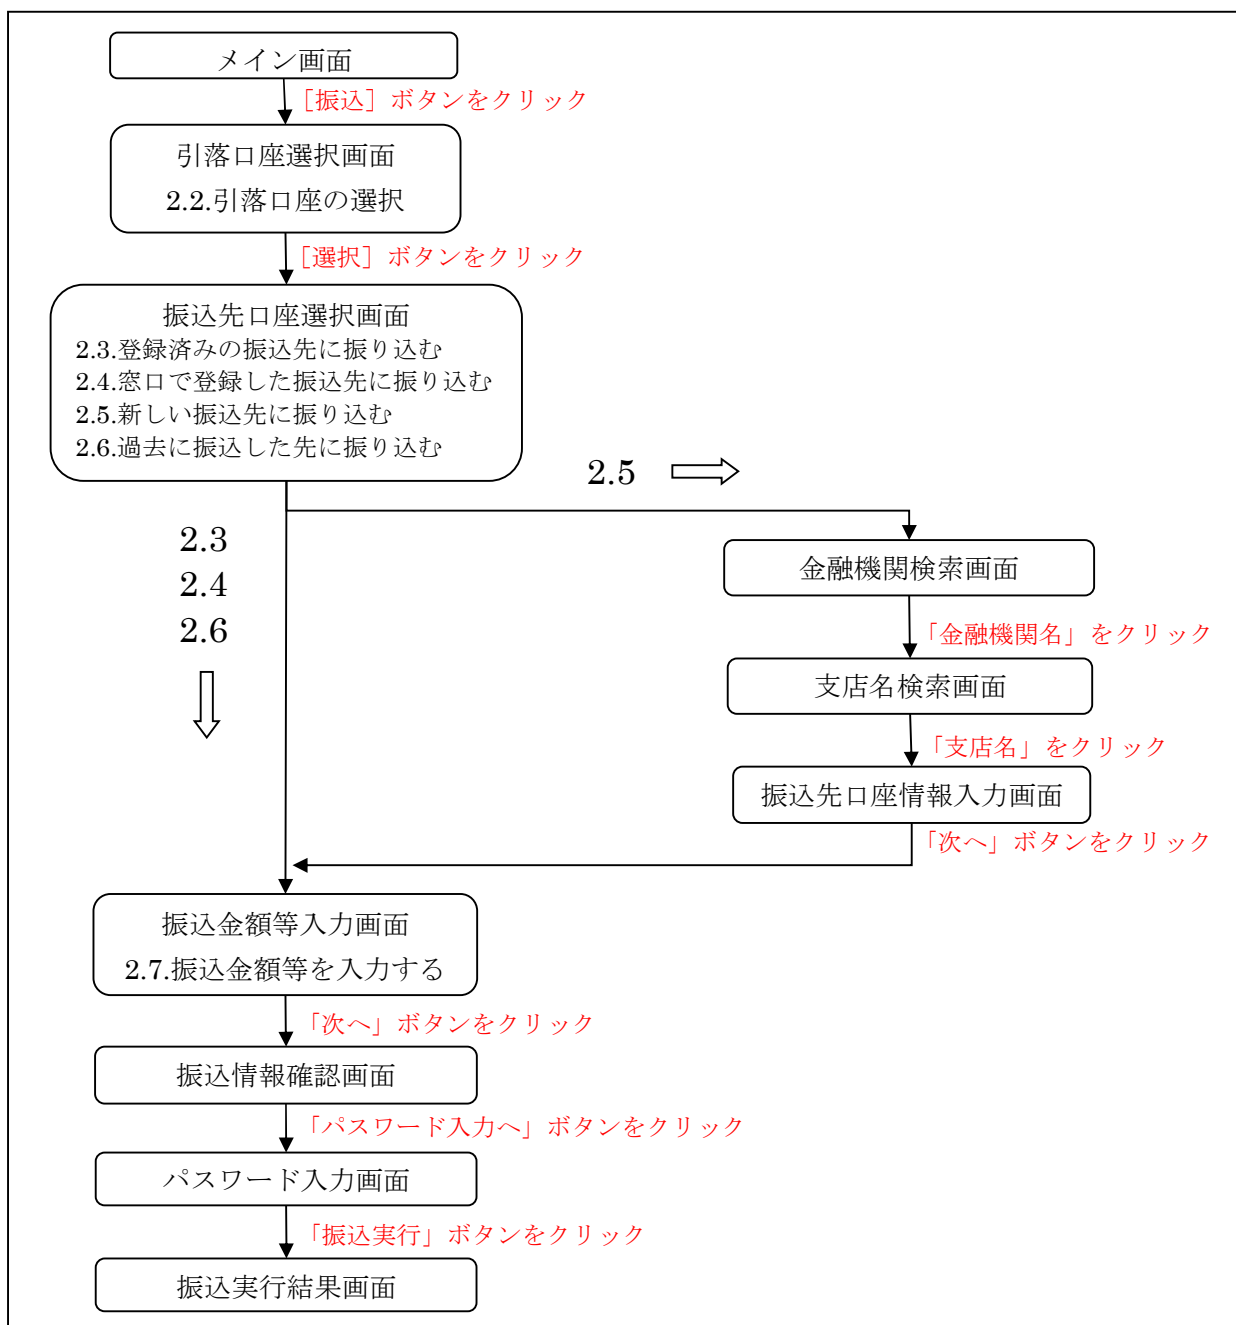 メイン画面
［振込］ボタンをクリック
引落口座選択画面
2.2.引落口座の選択
［選択］ボタンをクリック
振込先口座選択画面
2.3.登録済みの振込先に振り込む
2.4.窓口で登録した振込先に振り込む
2.5.新しい振込先に振り込む
2.6.過去に振込した先に振り込む
2.5
2.3
2.4
2.6
金融機関検索画面
「金融機関名」をクリック
支店名検索画面
「支店名」をクリック
振込先口座情報入力画面
「次へ」ボタンをクリック
振込金額等入力画面
2.7.振込金額等を入力する
「次へ」ボタンをクリック
振込情報確認画面
「パスワード入力へ」ボタンをクリック
パスワード入力画面
「振込実行」ボタンをクリック
振込実行結果画面